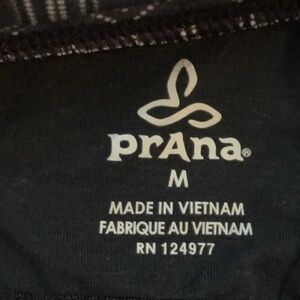 prAna®
M
MADE IN VIETNAM
FABRIQUE AU VIETNAM
RN 124977